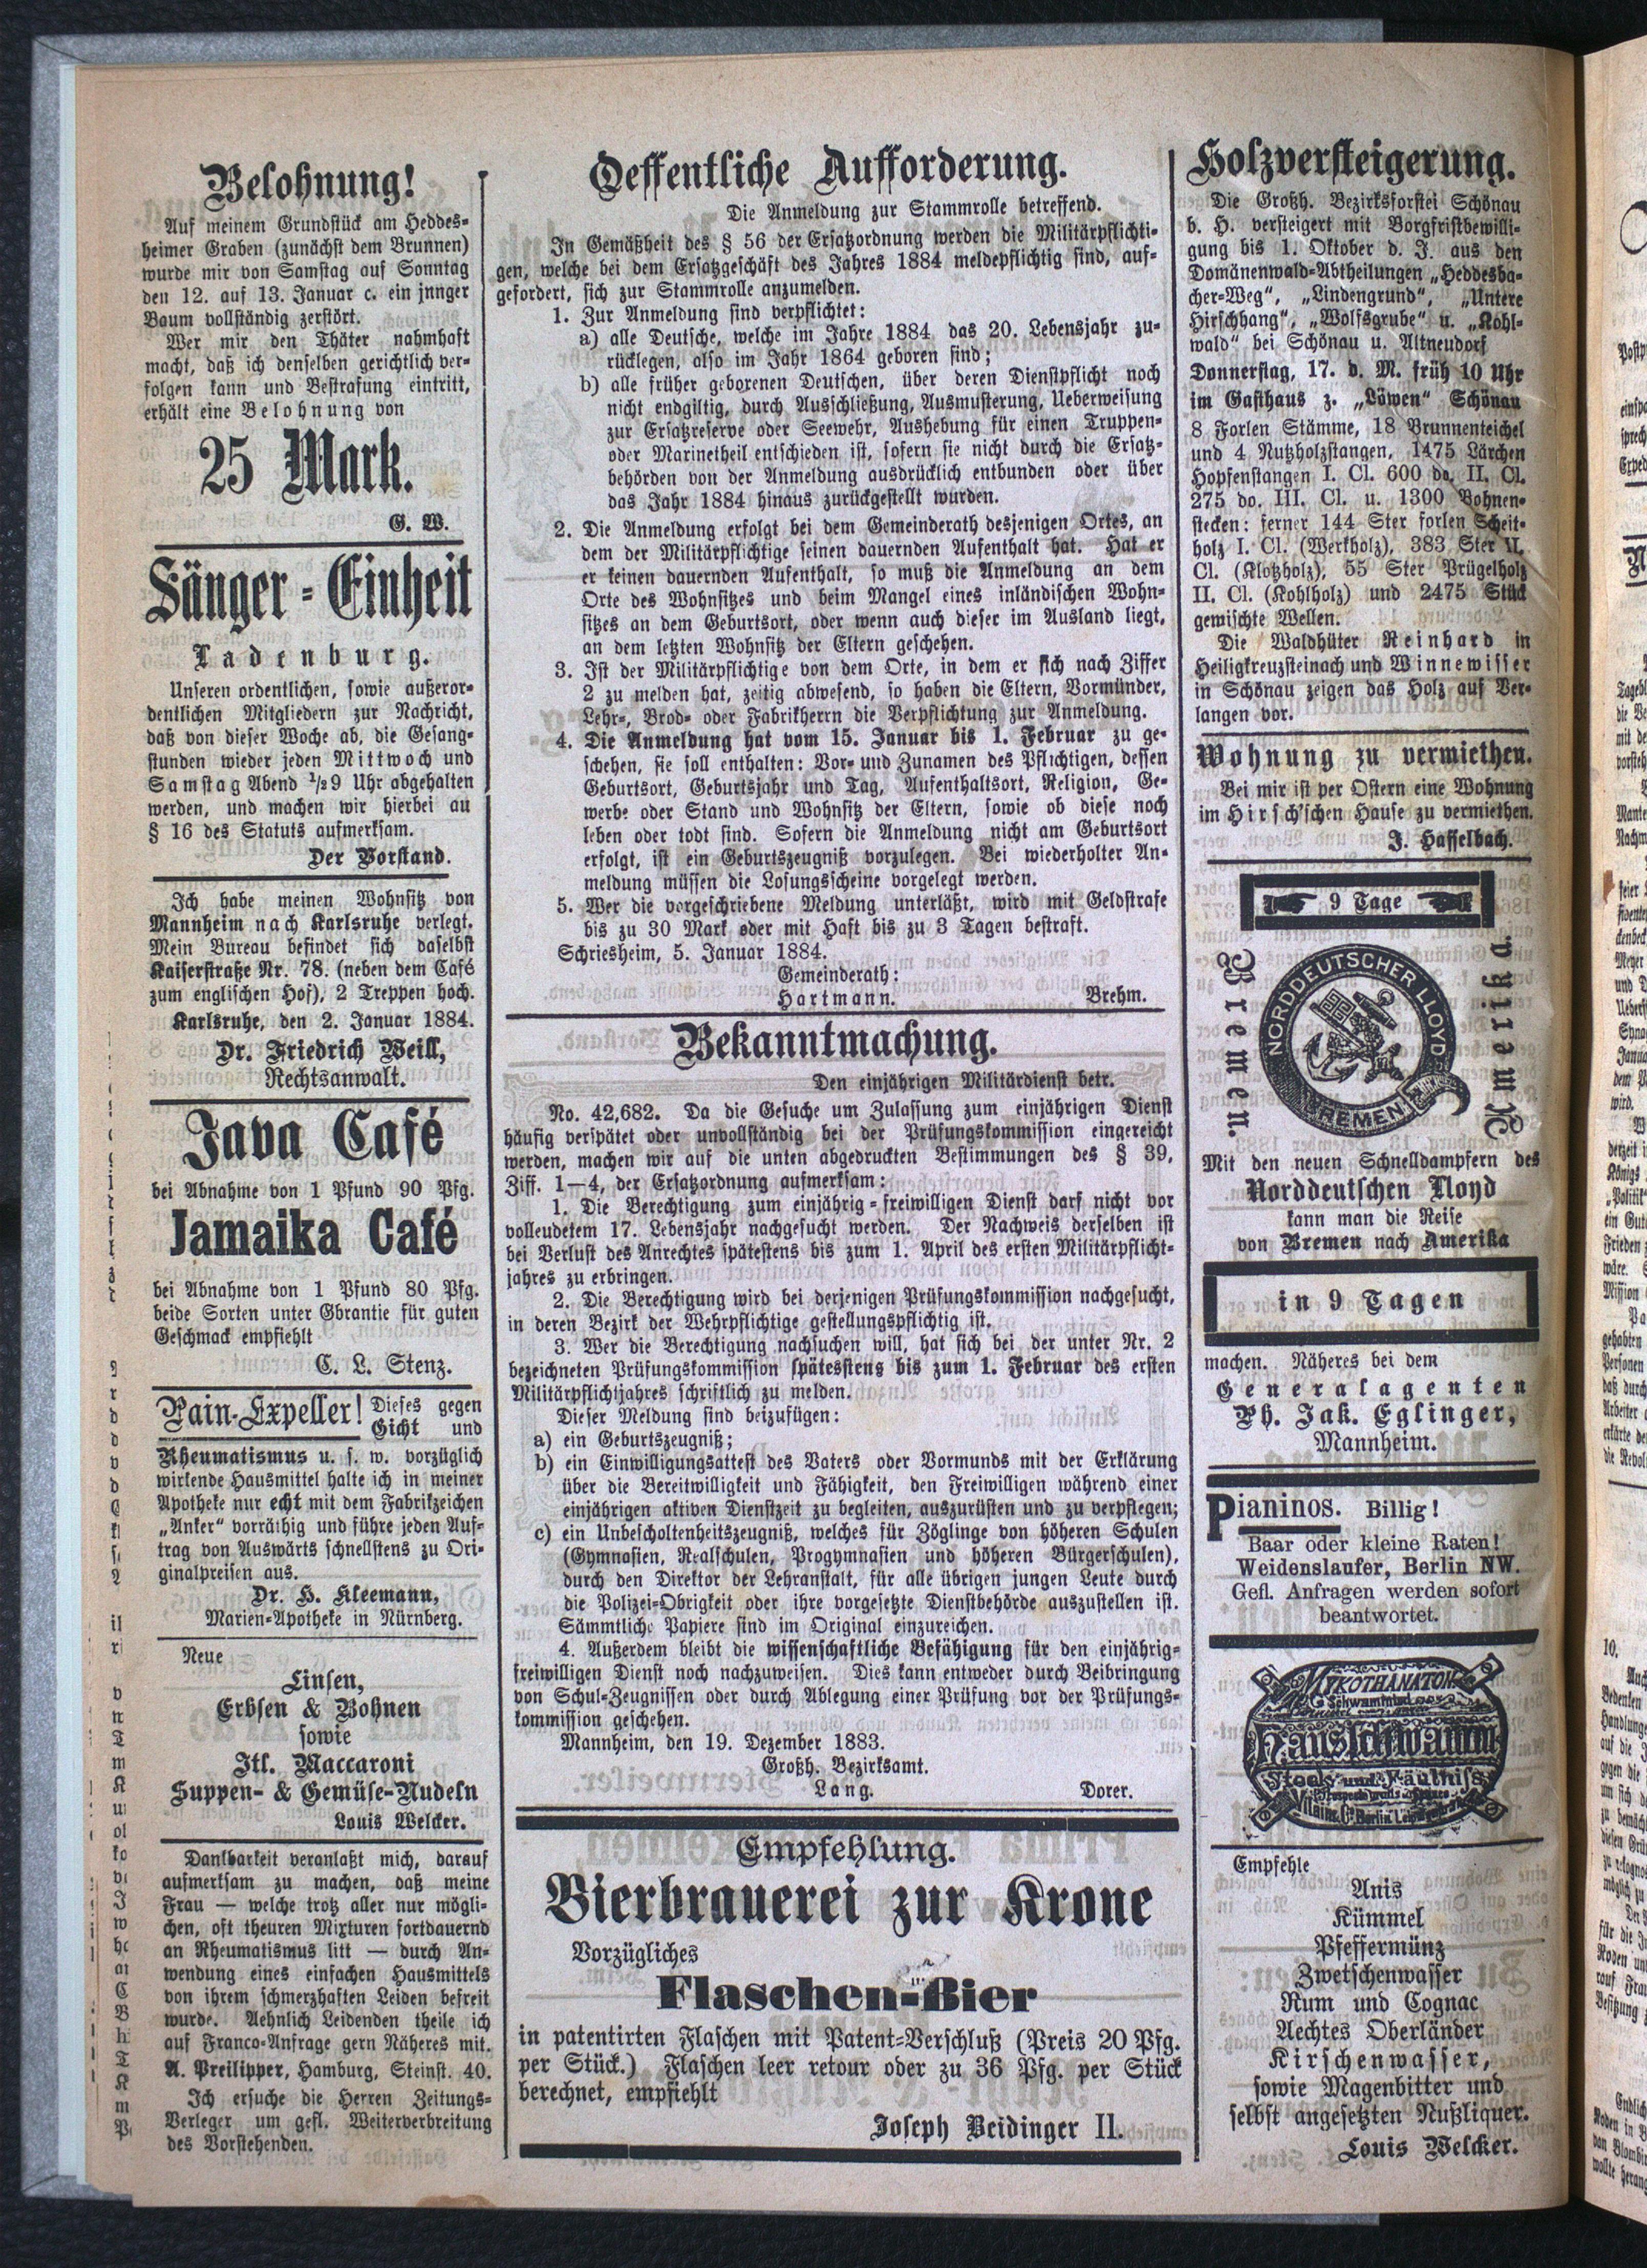 Belohnung!
Auf meinem Grundstück am Heddes-
heimer Graben (zunächst dem Brunnen)
wurde mir von Samstag auf Sonntag
den 12. auf 13. Januar c. ein jnnger
Baum vollständig zerstört.
Wer mir den Thäter nahmhaft
macht, daß ich denselben gerichtlich ver-
folgen kann und Bestrafung eintritt,
erhält eine Belohnung von
25 Mark.
G. W.
Sänger-Einheit
Ladenburg.
Unseren ordentlichen, sowie außeror-
dentlichen Mitgliedern zur Nachricht,
daß von dieser Woche ab, die Gesang-
stunden wieder jeden Mittwoch und
Samstag Abend ½9 Uhr abgehalten
werden, und machen wir hierbei au
§ 16 des Statuts aufmerksam.
Der Vorstand.
Ich habe meinen Wohnsitz von
Mannheim nach Karlsruhe verlegt.
Mein Bureau befindet sich daselbst
Kaiserstraße Nr. 78. (neben dem Café
zum englischen Hof), 2 Treppen hoch.
Karlsruhe, den 2. Januar 1884.
Dr. Friedrich Weill,
Rechtsanwalt.
Java Café
bei Abnahme von 1 Pfund 90 Pfg.
Jamaika Café
bei Abnahme von 1 Pfund 80 Pfg.
beide Sorten unter Gbrantie für guten
Geschmack empfiehlt
C. L. Stenz.
Pain-Expeller! Dieses gegen
Gicht und
Rheumatismus u. s. w. vorzüglich
wirkende Hausmittel halte ich in meiner
Apotheke nur echt mit dem Fabrikzeichen
„Anker“ vorräthig und führe jeden Auf-
trag von Auswärts schnellstens zu Ori-
ginalpreisen aus.
Dr. H. Kleemann,
Marien-Apotheke in Nürnberg.
Neue
Linsen,
Erbsen & Bohnen
sowie
Itl. Maccaroni
Suppen- & Gemüse-Nudeln
Louis Welcker.
Dankbarkeit veranlaßt mich, darauf
aufmerksam zu machen, daß meine
Frau — welche trotz aller nur mögli-
chen, oft theuren Mixturen fortdauernd
an Rheumatismus litt — durch An-
wendung eines einfachen Hausmittels
von ihrem schmerzhaften Leiden befreit
wurde. Aehnlich Leidenden theile ich
auf Franco-Anfrage gern Näheres mit.
A. Preilipper, Hamburg, Steinst. 40.
Ich ersuche die Herren Zeitungs-
Verleger um gefl. Weiterverbreitung
des Vorstehenden.
Oeffentliche Aufforderung.
Die Anmeldung zur Stammrolle betreffend.
In Gemäßheit des § 56 der Ersatzordnung werden die Militärpflichti-
gen, welche bei dem Ersatzgeschäft des Jahres 1884 meldepflichtig sind, auf-
gefordert, sich zur Stammrolle anzumelden.
1. Zur Anmeldung sind verpflichtet:
a) alle Deutsche, welche im Jahre 1884 das 20. Lebensjahr zu-
rücklegen, also im Jahr 1864 geboren sind;
b) alle früher geborenen Deutschen, über deren Dienstpflicht noch
nicht endgiltig, durch Ausschließung, Ausmusterung, Ueberweisung
zur Ersatzreserve oder Seewehr, Aushebung für einen Truppen-
oder Marinetheil entschieden ist, sofern sie nicht durch die Ersatz-
behörden von der Anmeldung ausdrücklich entbunden oder über
das Jahr 1884 hinaus zurückgestellt wurden.
2. Die Anmeldung erfolgt bei dem Gemeinderath desjenigen Ortes, an
dem der Militärpflichtige seinen dauernden Aufenthalt hat. Hat er
er keinen dauernden Aufenthalt, so muß die Anmeldung an dem
Orte des Wohnsitzes und beim Mangel eines inländischen Wohn-
sitzes an dem Geburtsort, oder wenn auch dieser im Ausland liegt,
an dem letzten Wohnsitz der Eltern geschehen.
3. Ist der Militärpflichtige von dem Orte, in dem er sich nach Ziffer
2 zu melden hat, zeitig abwesend, so haben die Eltern, Vormünder,
Lehr-, Brod- oder Fabrikherrn die Verpflichtung zur Anmeldung.
4. Die Anmeldung hat vom 15. Januar bis 1. Februar zu ge-
schehen, sie soll enthalten: Vor- und Zunamen des Pflichtigen, dessen
Geburtsort, Geburtsjahr und Tag, Aufenthaltsort, Religion, Ge-
werbe oder Stand und Wohnsitz der Eltern, sowie ob diese noch
leben oder todt sind. Sofern die Anmeldung nicht am Geburtsort
erfolgt, ist ein Geburtszeugniß vorzulegen. Bei wiederholter An-
meldung müssen die Losungsscheine vorgelegt werden.
5. Wer die vorgeschriebene Meldung unterläßt, wird mit Geldstrafe
bis zu 30 Mark oder mit Haft bis zu 3 Tagen bestraft.
Schriesheim, 5. Januar 1884.
Gemeinderath:
Hartmann. Brehm.
Bekanntmachung.
Den einjährigen Militärdienst betr.
No. 42,682. Da die Gesuche um Zulassung zum einjährigen Dienst
häufig verspätet oder unvollständig bei der Prüfungskommission eingereicht
werden, machen wir auf die unten abgedruckten Bestimmungen des § 39,
Ziff. 1—4, der Ersatzordnung aufmerksam:
1. Die Berechtigung zum einjährig-freiwilligen Dienst darf nicht vor
volleudetem 17. Lebensjahr nachgesucht werden. Der Nachweis derselben ist
bei Verlust des Anrechtes spätestens bis zum 1. April des ersten Militärpflicht-
jahres zu erbringen.
2. Die Berechtigung wird bei derjenigen Prüfungskommission nachgesucht,
in deren Bezirk der Wehrpflichtige gestellungspflichtig ist.
3. Wer die Berechtigung nachsuchen will, hat sich bei der unter Nr. 2
bezeichneten Prüfungskommission spätesstens bis zum 1. Februar des ersten
Militärpflichtjahres schriftlich zu melden.
Dieser Meldung sind beizufügen:
a) ein Geburtszeugniß;
b) ein Einwilligungsattest des Vaters oder Vormunds mit der Erklärung
über die Bereitwilligkeit und Fähigkeit, den Freiwilligen während einer
einjährigen aktiven Dienstzeit zu begleiten, auszurüsten und zu verpflegen;
c) ein Unbescholtenheitszeugniß, welches für Zöglinge von höheren Schulen
(Gymnasien, Realschulen, Progymnasien und höheren Bürgerschulen),
durch den Direktor der Lehranstalt, für alle übrigen jungen Leute durch
die Polizei-Obrigkeit oder ihre vorgesetzte Dienstbehörde auszustellen ist.
Sämmtliche Papiere sind im Original einzureichen.
4. Außerdem bleibt die wissenschaftliche Befähigung für den einjährig-
freiwilligen Dienst noch nachzuweisen. Dies kann entweder durch Beibringung
von Schul-Zeugnissen oder durch Ablegung einer Prüfung vor der Prüfungs-
kommission geschehen.
Mannheim, den 19. Dezember 1883.
Großh. Bezirksamt.
Lang. Dorer.
Empfehlung.
Bierbrauerei zur Krone
Vorzügliches
Flaschen-Bier
in patentirten Flaschen mit Patent-Verschluß (Preis 20 Pfg.
per Stück.) Flaschen leer retour oder zu 36 Pfg. per Stück
berechnet, empfiehlt
Joseph Beidinger II.
Holzversteigerung.
Die Großh. Bezirksforstei Schönau
b. H. versteigert mit Borgfristbewilli-
gung bis 1. Oktober d. J. aus den
Domänenwald-Abtheilungen „Heddesba-
cher-Weg“, „Lindengrund“, „Untere
Hirschhang“, „Wolfsgrube“ u. „Kohl-
wald“ bei Schönau u. Altneudorf
Donnerstag, 17. d. M. früh 10 Uhr
im Gasthaus z. „Löwen“ Schönau
8 Forlen Stämme, 18 Brunnenteichel
und 4 Nutzholzstangen, 1475 Lärchen
Hopfenstangen I. Cl. 600 do. II. Cl.
275 do. III. Cl. u. 1300 Bohnen-
stecken: ferner 144 Ster forlen Scheit-
holz I. Cl. (Werkholz), 383 Ster II.
Cl. (Klotzholz), 55 Ster Prügelholz
II. Cl. (Kohlholz) und 2475 Stück
gemischte Wellen.
Die Waldhüter Reinhard in
Heiligkreuzsteinach und Winnewisser
in Schönau zeigen das Holz auf Ver-
langen vor.
Wohnung zu vermiethen.
Bei mir ist per Ostern eine Wohnung
im Hirsch'schen Hause zu vermiethen.
J. Hasselbach.
9 Tage
Bremen.
NORDDEUTSCHER LLOYD
BREMEN
Amerika.
Mit den neuen Schnelldampfern des
Norddeutschen Lloyd
kann man die Reise
von Bremen nach Amerika
in 9 Tagen
machen. Näheres bei dem
Generalagenten
Ph. Jak. Eglinger,
Mannheim.
Pianinos. Billig!
Baar oder kleine Raten!
Weidenslaufer, Berlin NW.
Gefl. Anfragen werden sofort
beantwortet.
MYKOTHANATON
Hausschwamm
Stock- und Fäulniss
Empfehle
Anis
Kümmel
Pfeffermünz
Zwetschenwasser
Rum und Cognac
Aechtes Oberländer
Kirschenwasser,
sowie Magenbitter und
selbst angesetzten Nußliquer.
Louis Welcker.